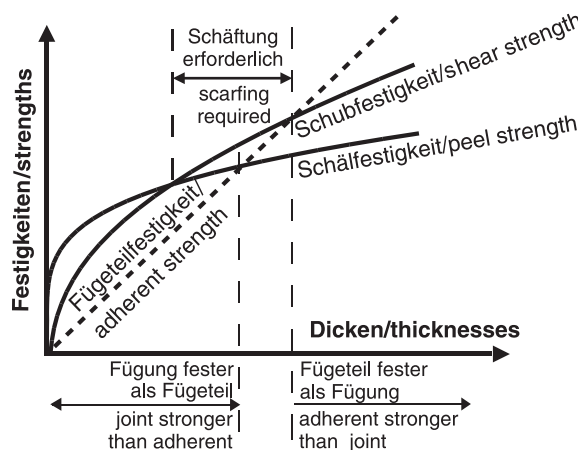 Schäftung
erforderlich
scarfing
required
Festigkeiten/strengths
Schubfestigkeit/shear strength
Schälfestigkeit/peel strength
Fügeteilfestigkeit/
adherent strength
Dicken/thicknesses
Fügung fester
als Fügeteil
joint stronger
than adherent
Fügeteil fester
als Fügung
adherent stronger
than joint